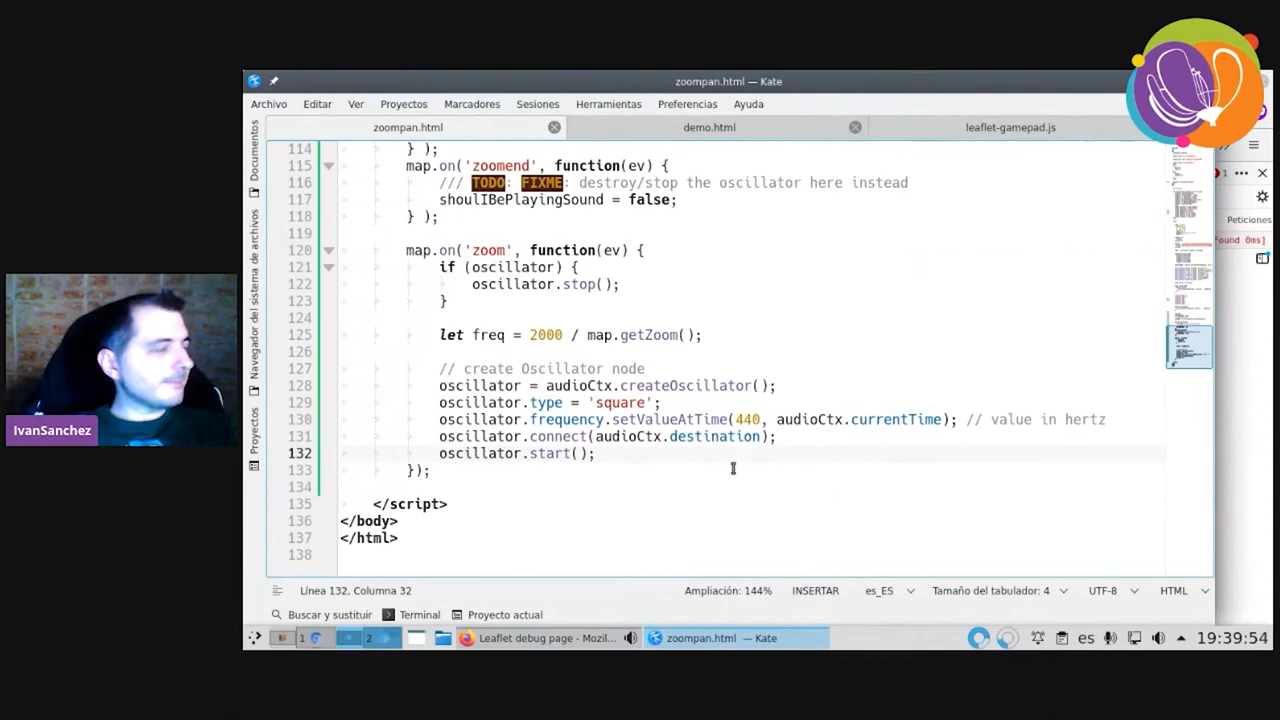 zoompan.html — Kate
Archivo Editar Ver Proyectos Marcadores Sesiones Herramientas Preferencias Ayuda
zoompan.html demo.html leaflet-gamepad.js
114 } );
115 map.on('zoomend', function(ev) {
116 /// TODO: FIXME: destroy/stop the oscillator here instead
117 shoulIBePlayingSound = false;
118 } );
119
120 map.on('zoom', function(ev) {
121 if (oscillator) {
122 oscillator.stop();
123 }
124
125 let freq = 2000 / map.getZoom();
126
127 // create Oscillator node
128 oscillator = audioCtx.createOscillator();
129 oscillator.type = 'square';
130 oscillator.frequency.setValueAtTime(440, audioCtx.currentTime); // value in hertz
131 oscillator.connect(audioCtx.destination);
132 oscillator.start();
133 });
134
135 </script>
136 </body>
137 </html>
138
Documentos
Navegador del sistema de archivos
Proyectos
1
Peticiones
Found 0ms]
IvanSanchez
Línea 132, Columna 32 Ampliación: 144% INSERTAR es_ES Tamaño del tabulador: 4 UTF-8 HTML
Buscar y sustituir Terminal Proyecto actual
1 2 Leaflet debug page - Mozil... zoompan.html — Kate es 19:39:54